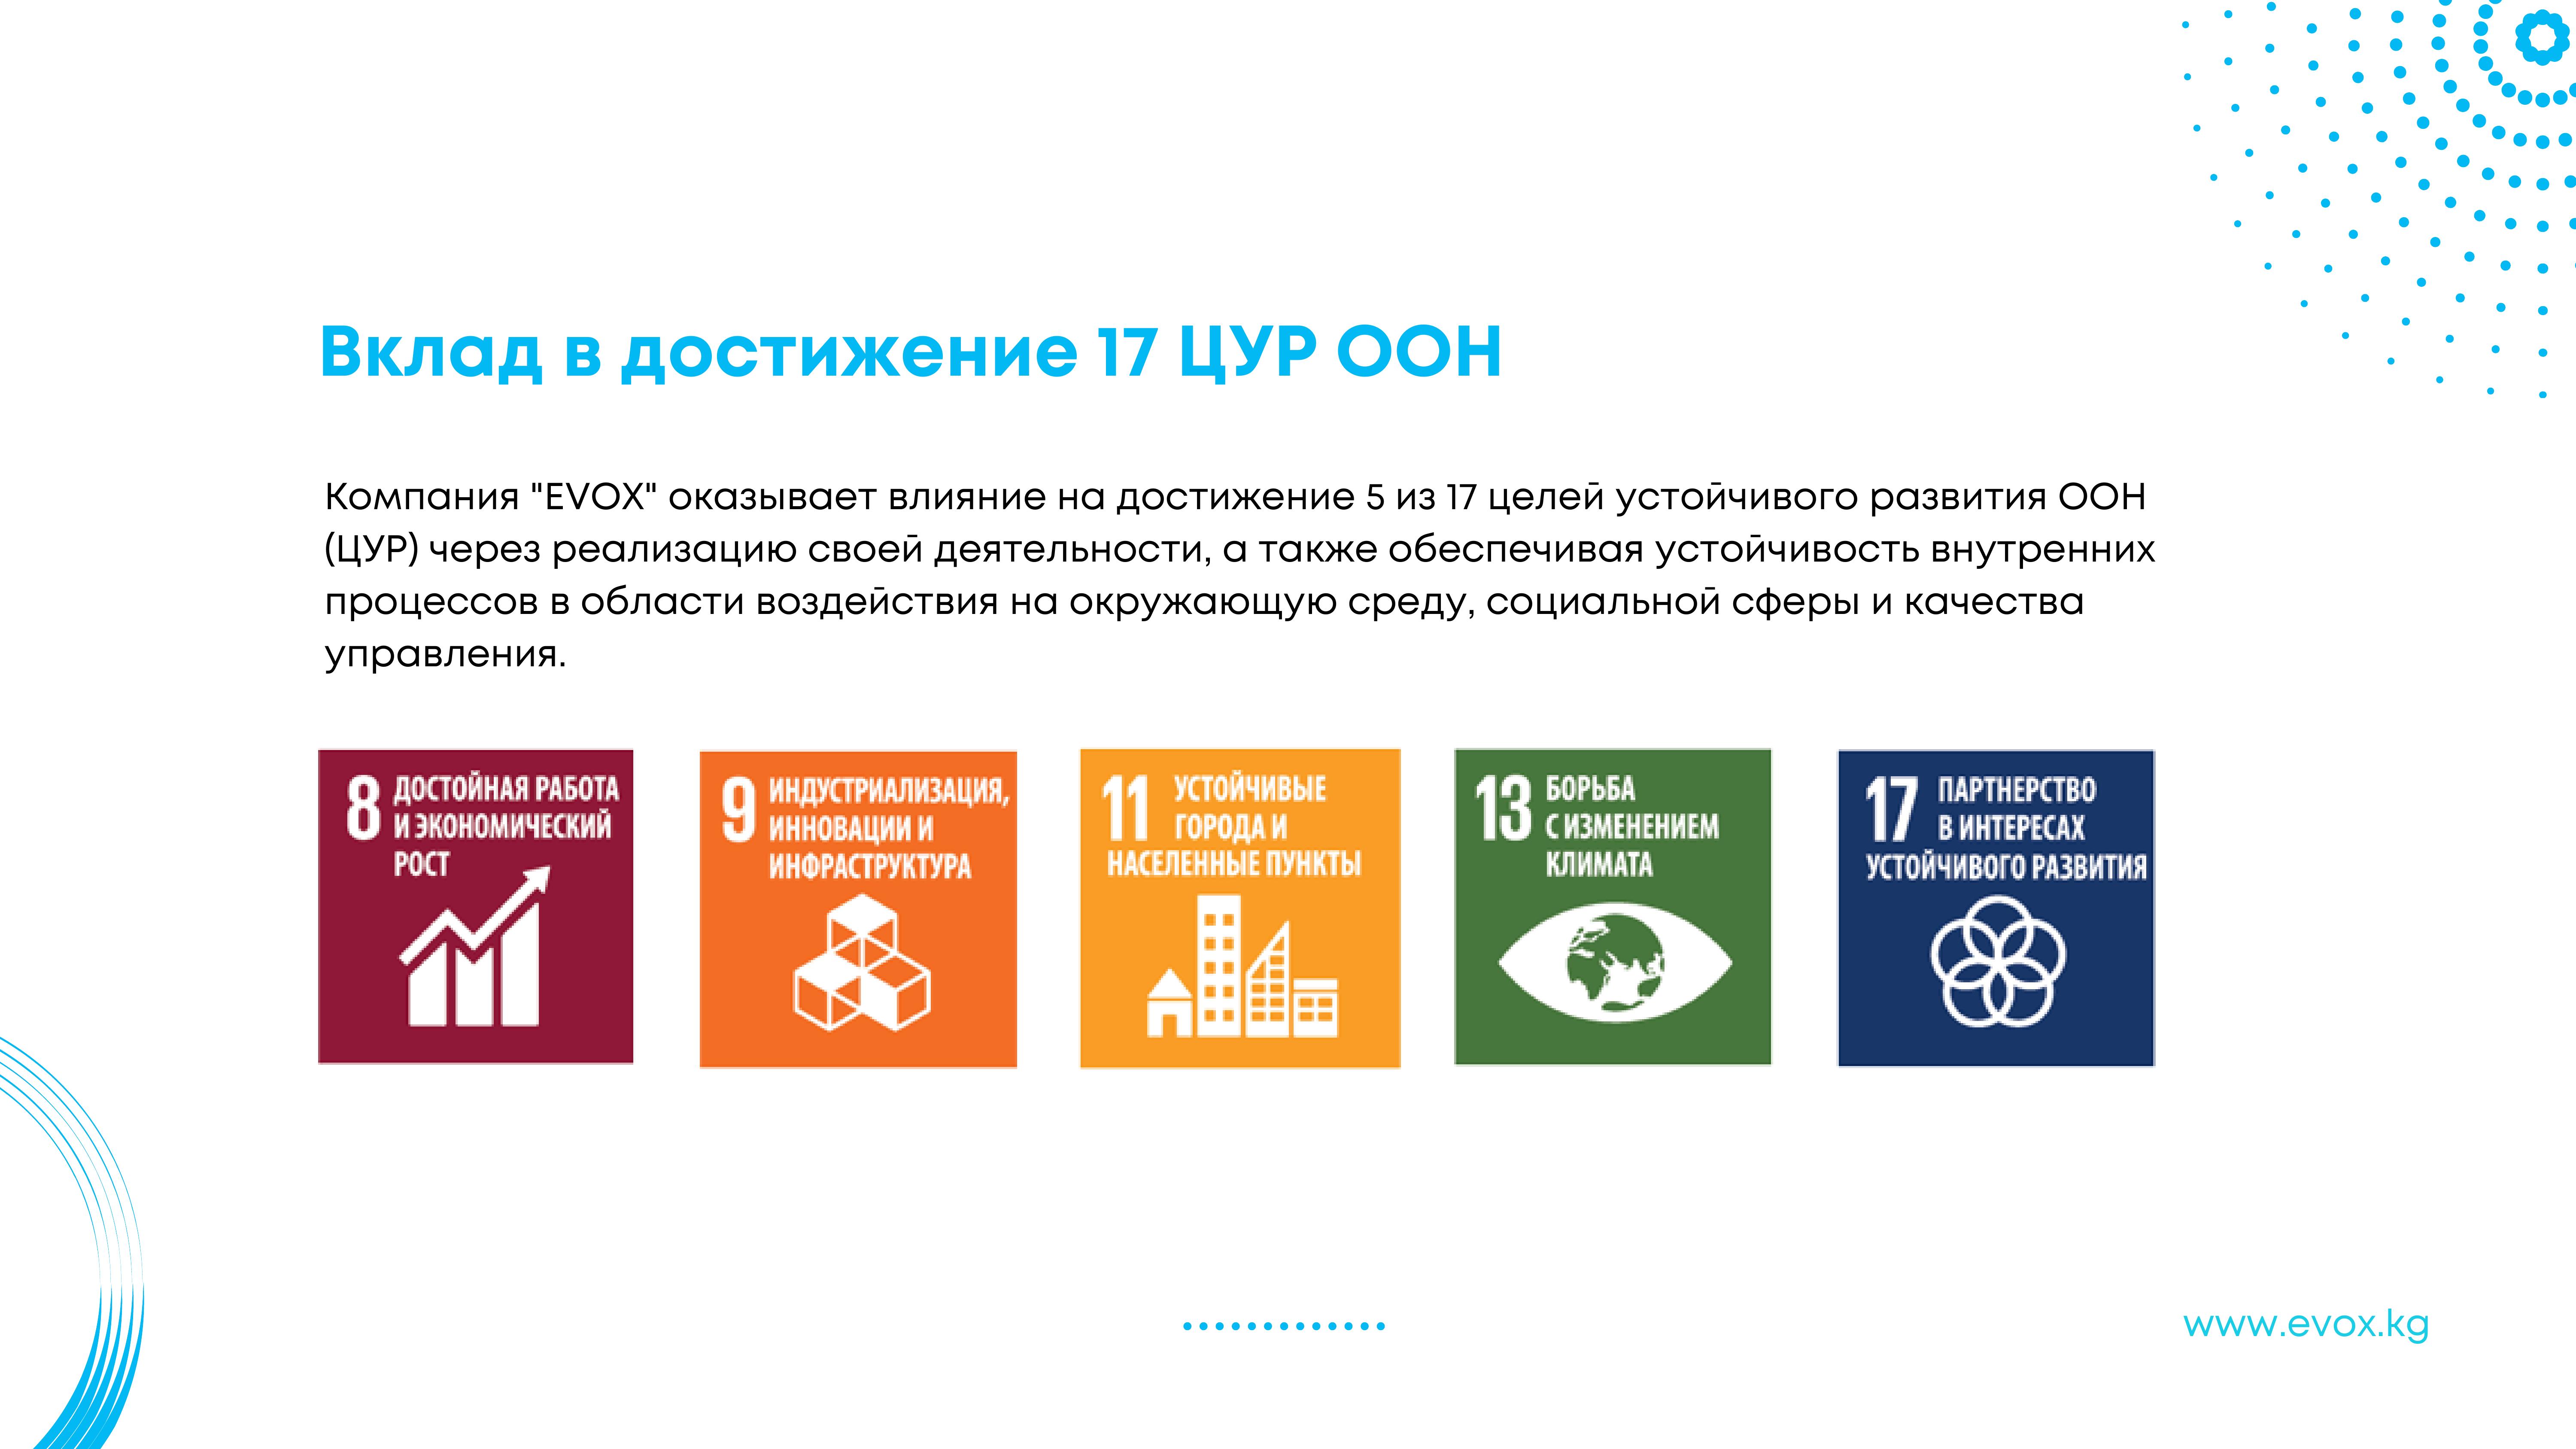 Вклад в достижение 17 ЦУР ООН
Компания "EVOX" оказывает влияние на достижение 5 из 17 целей устойчивого развития ООН
(ЦУР) через реализацию своей деятельности, а также обеспечивая устойчивость внутренних
процессов в области воздействия на окружающую среду, социальной сферы и качества
управления.
8 ДОСТОЙНАЯ РАБОТА
И ЭКОНОМИЧЕСКИЙ
РОСТ
9 ИНДУСТРИАЛИЗАЦИЯ,
ИННОВАЦИИ И
ИНФРАСТРУКТУРА
11 УСТОЙЧИВЫЕ
ГОРОДА И
НАСЕЛЕННЫЕ ПУНКТЫ
13 БОРЬБА
С ИЗМЕНЕНИЕМ
КЛИМАТА
17 ПАРТНЕРСТВО
В ИНТЕРЕСАХ
УСТОЙЧИВОГО РАЗВИТИЯ
www.evox.kg